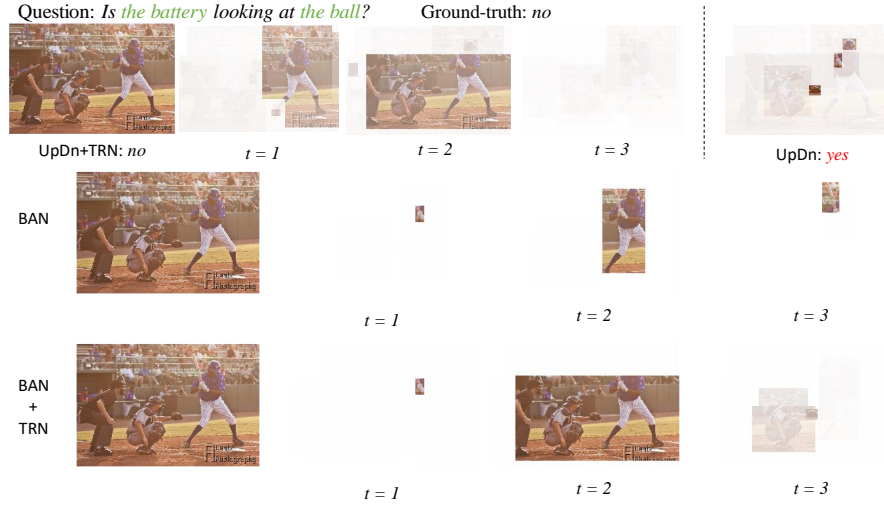 Question: Is the battery looking at the ball? Ground-truth: no
UpDn+TRN: no t = 1 t = 2 t = 3 UpDn: yes
BAN
t = 1 t = 2 t = 3
BAN
+
TRN
t = 1 t = 2 t = 3